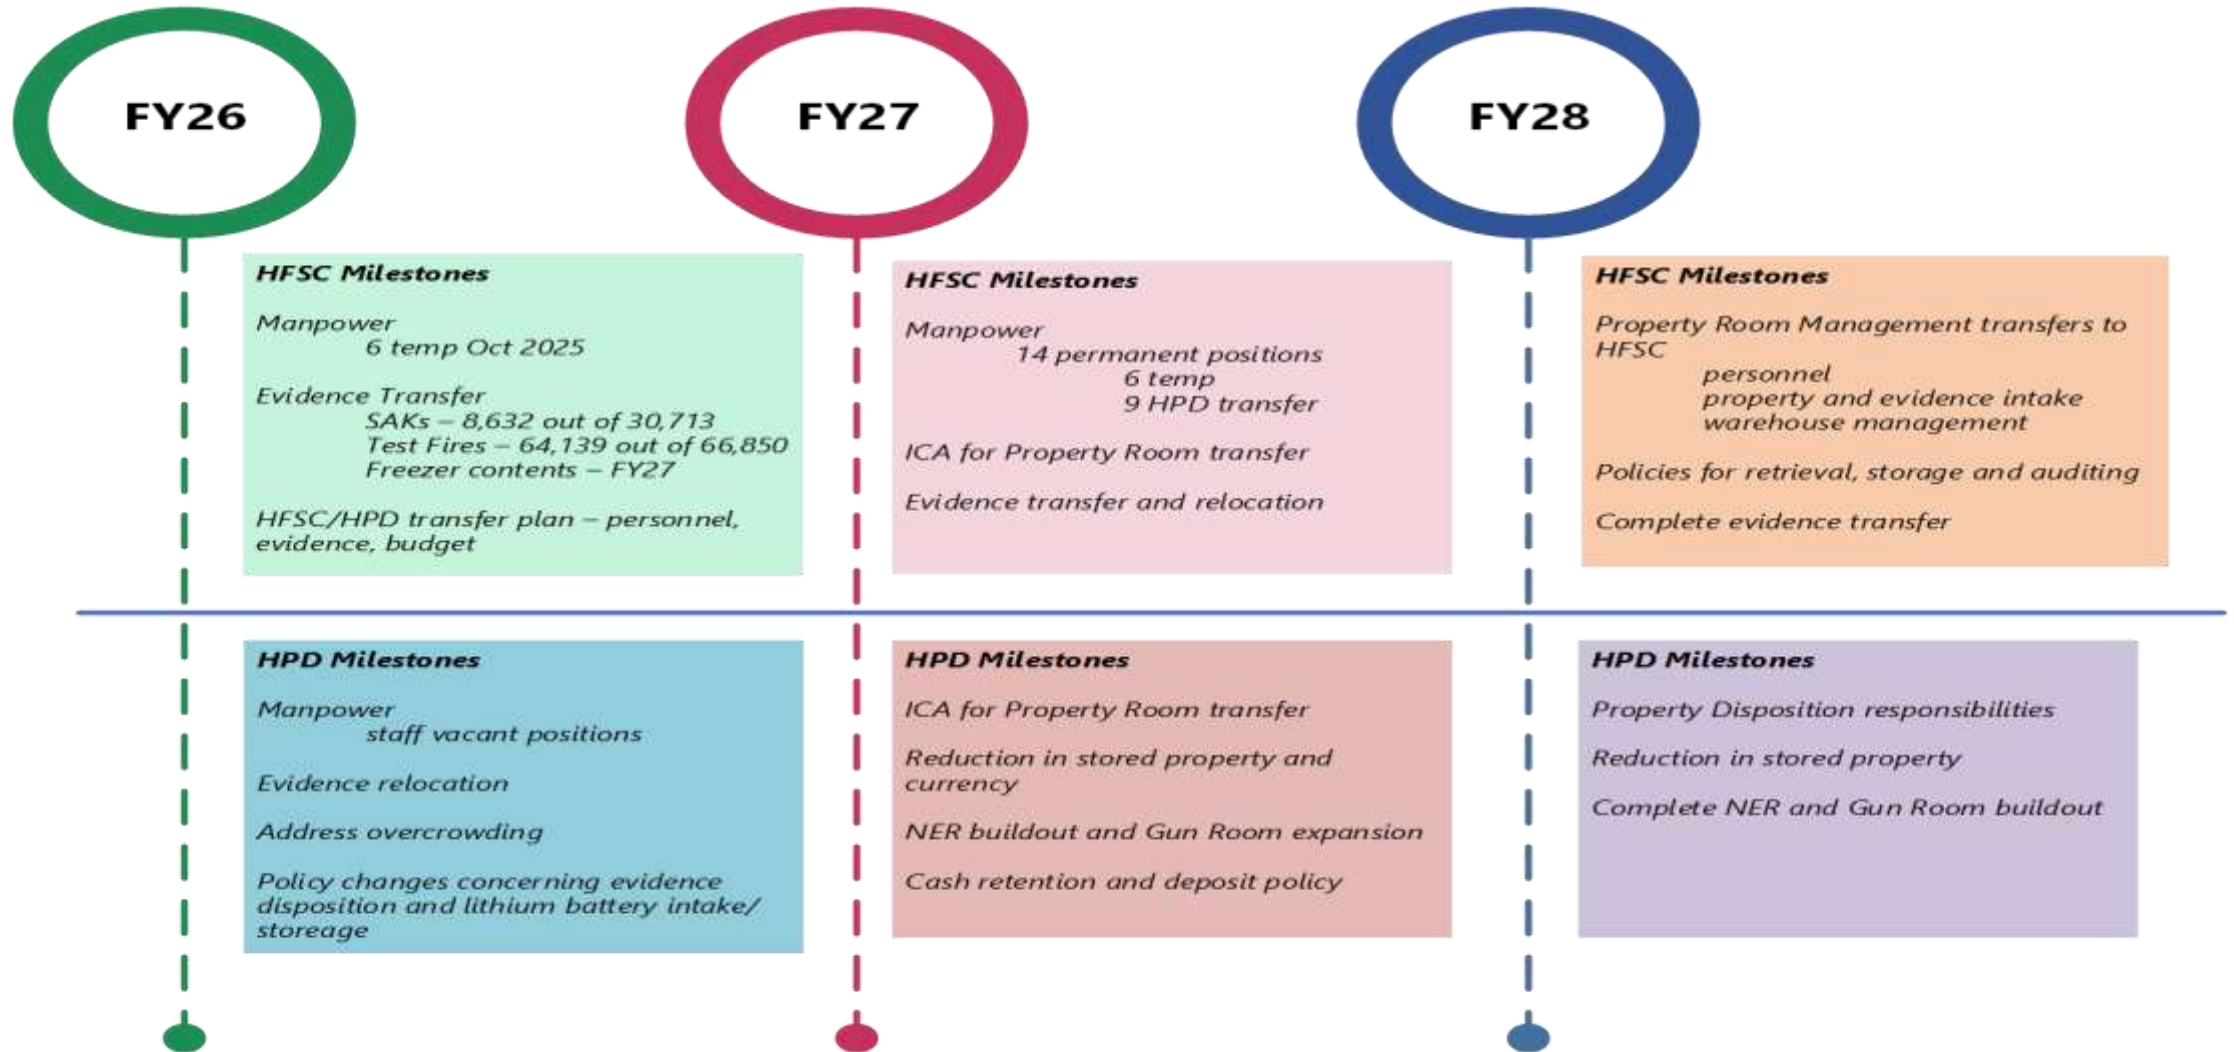 FY26
FY27
FY28
HFSC Milestones
Manpower
6 temp Oct 2025
Evidence Transfer
SAKs – 8,632 out of 30,713
Test Fires – 64,139 out of 66,850
Freezer contents – FY27
HFSC/HPD transfer plan – personnel,
evidence, budget
HFSC Milestones
Manpower
14 permanent positions
6 temp
9 HPD transfer
ICA for Property Room transfer
Evidence transfer and relocation
HFSC Milestones
Property Room Management transfers to
HFSC
personnel
property and evidence intake
warehouse management
Policies for retrieval, storage and auditing
Complete evidence transfer
HPD Milestones
Manpower
staff vacant positions
Evidence relocation
Address overcrowding
Policy changes concerning evidence
disposition and lithium battery intake/
storeage
HPD Milestones
ICA for Property Room transfer
Reduction in stored property and
currency
NER buildout and Gun Room expansion
Cash retention and deposit policy
HPD Milestones
Property Disposition responsibilities
Reduction in stored property
Complete NER and Gun Room buildout